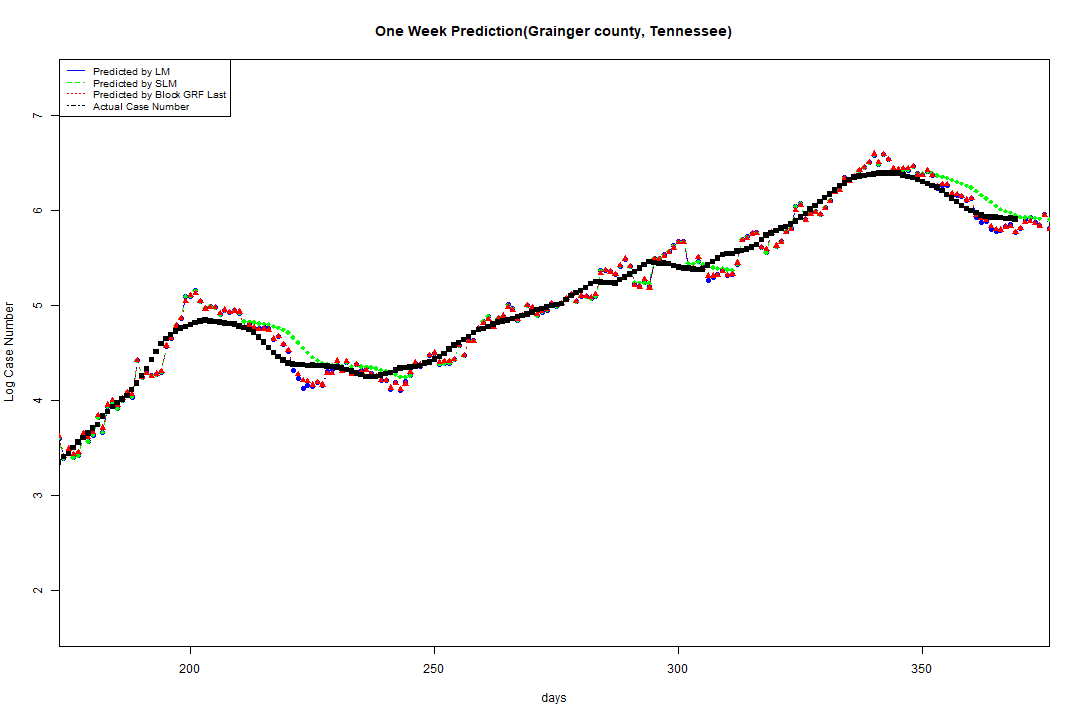 One Week Prediction(Grainger county, Tennessee)
Predicted by LM
Predicted by SLM
Predicted by Block GRF Last
Actual Case Number
Log Case Number
7
6
5
4
3
2
200 250 300 350
days